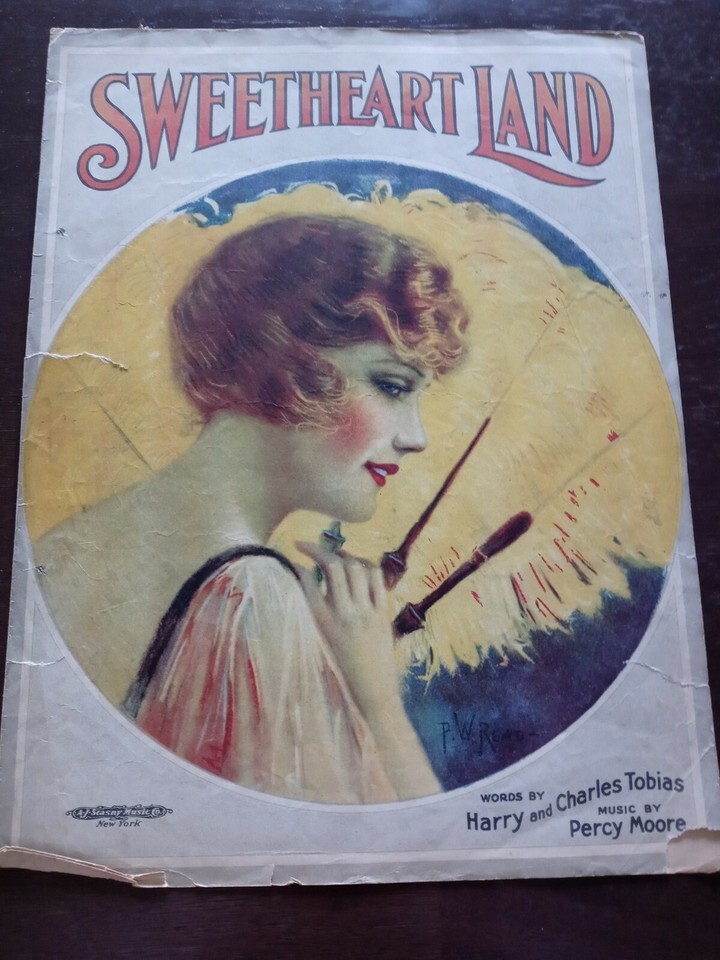 SWEETHEART LAND
P.W. READ
A·J·Stasny Music Co.
New York
WORDS BY
Harry and Charles Tobias
MUSIC BY
Percy Moore